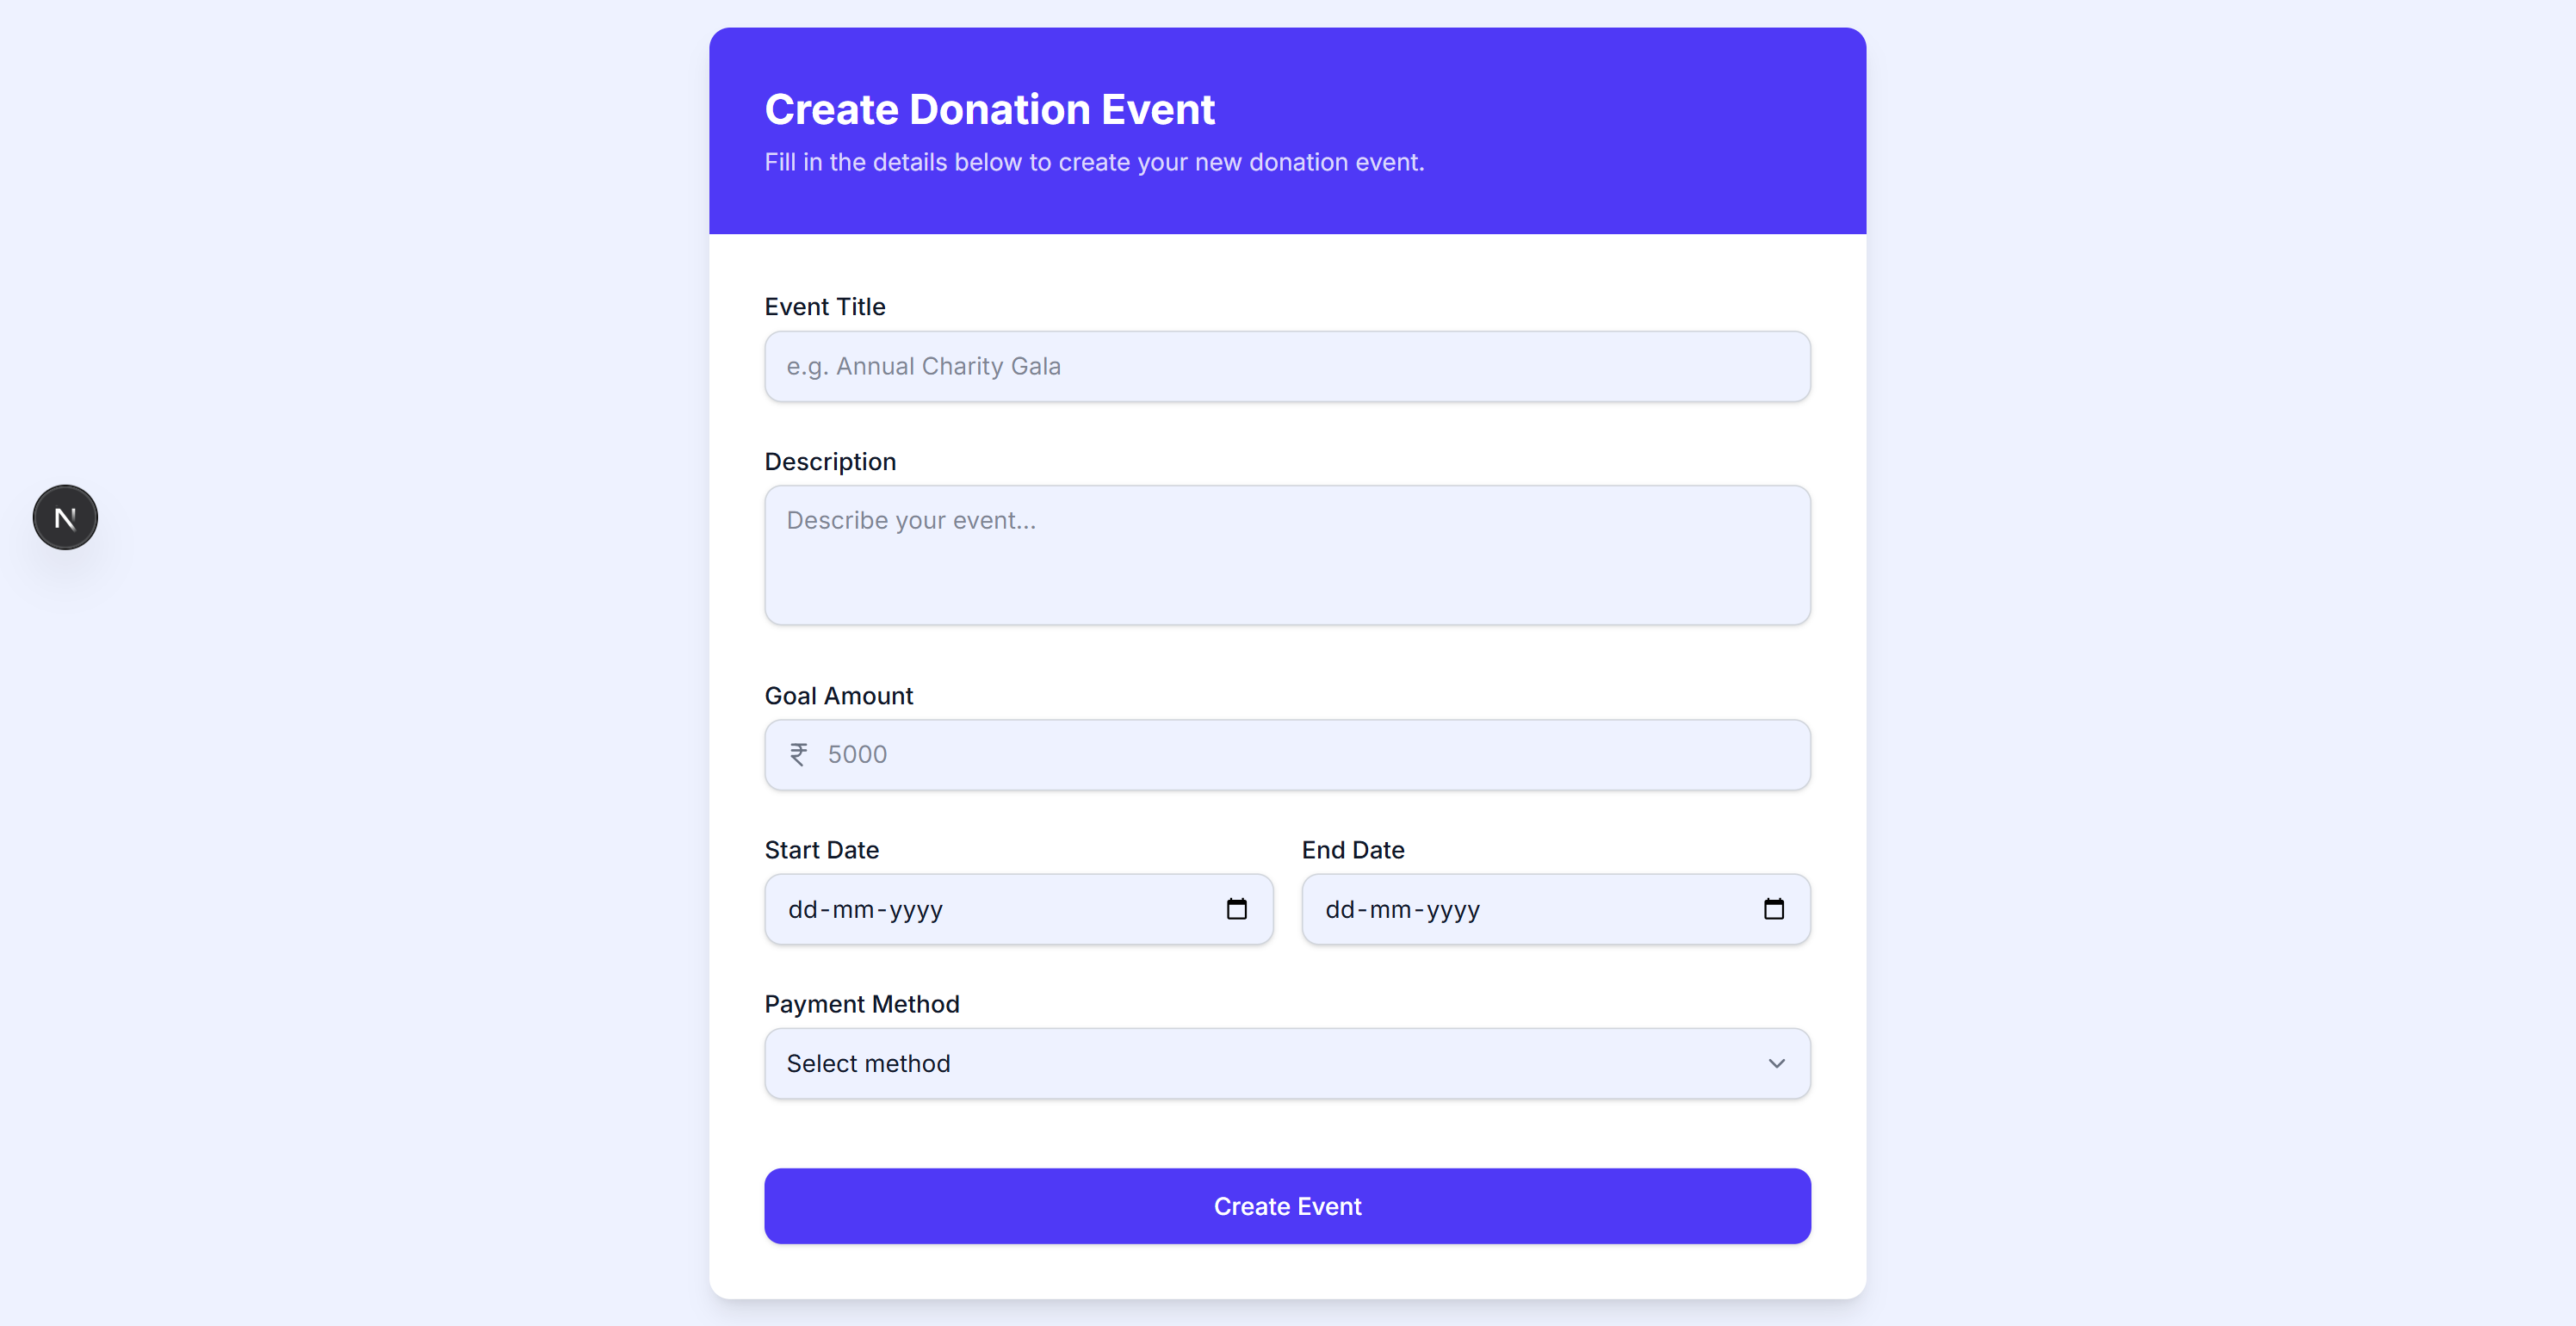 Create Donation Event
Fill in the details below to create your new donation event.
Event Title
e.g. Annual Charity Gala
Description
Describe your event...
N
Goal Amount
₹ 5000
Start Date End Date
dd-mm-yyyy dd-mm-yyyy
Payment Method
Select method
Create Event